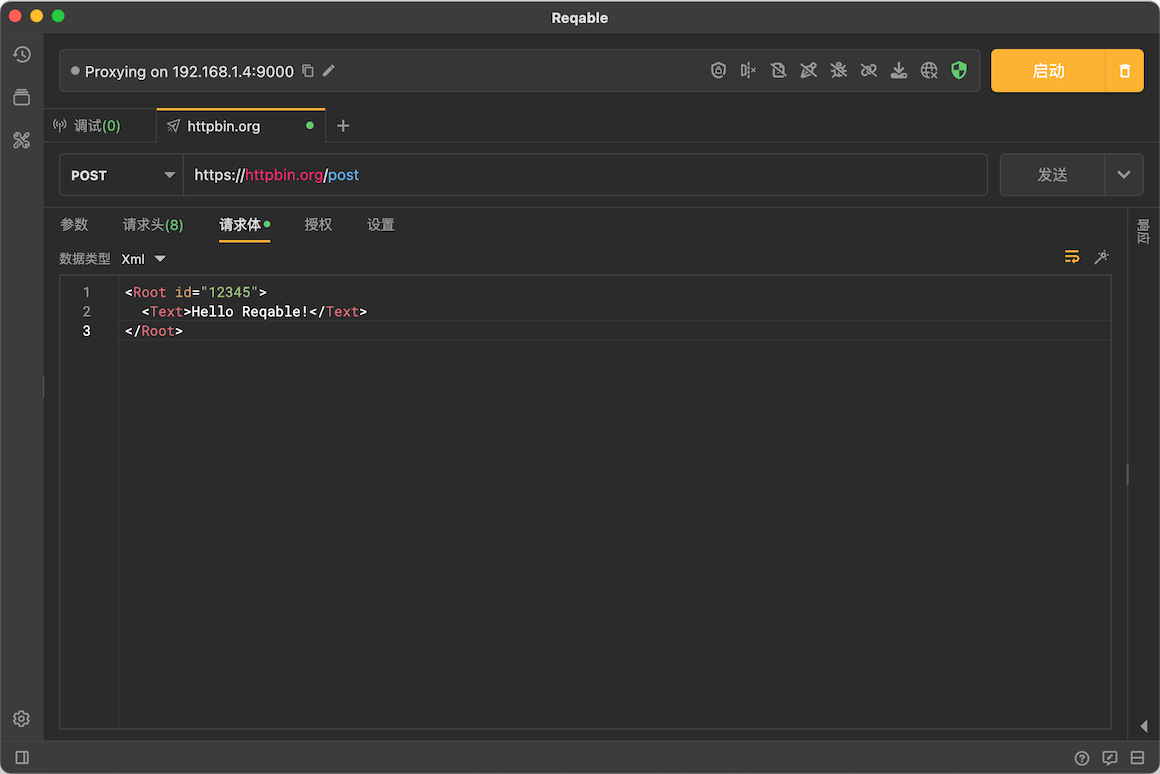 Reqable
Proxying on 192.168.1.4:9000
启动
调试(0)
httpbin.org
POST
https://httpbin.org/post
发送
参数
请求头(8)
请求体
授权
设置
响应
数据类型
Xml
1 <Root id="12345">
2 <Text>Hello Reqable!</Text>
3 </Root>